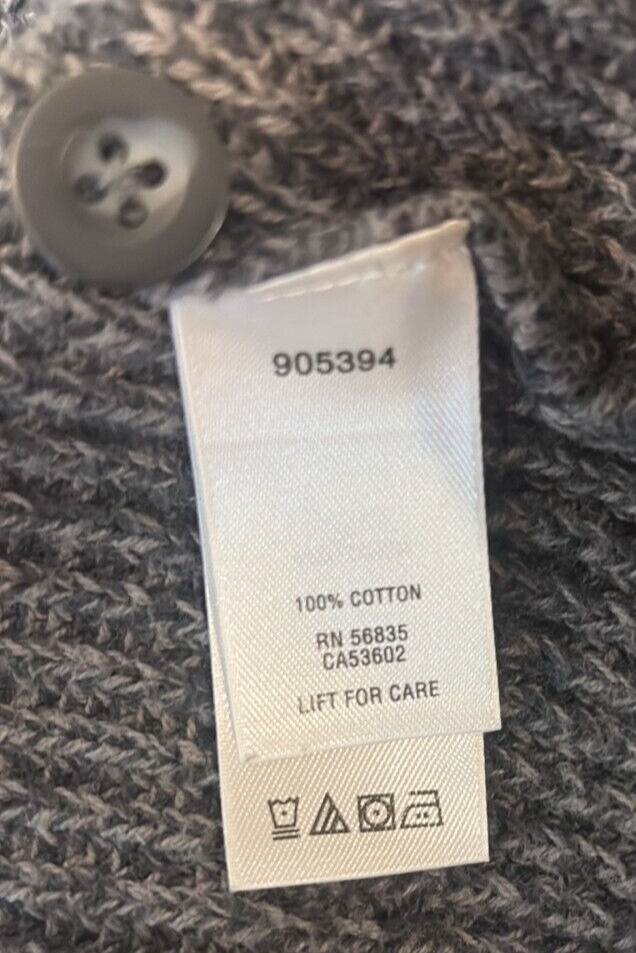 905394
100% COTTON
RN 56835
CA53602
LIFT FOR CARE